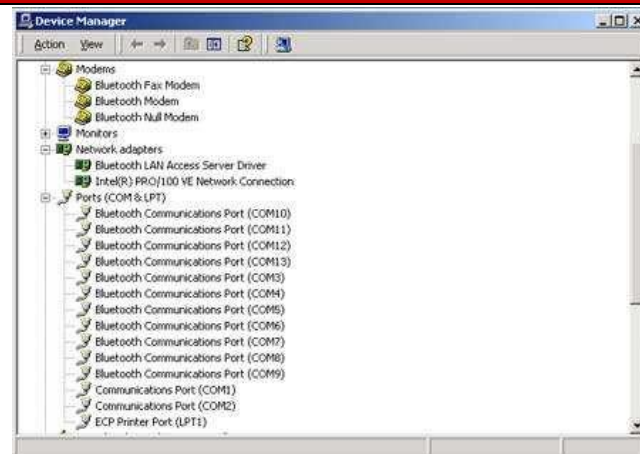 Device Manager
Action View
Modems
Bluetooth Fax Modem
Bluetooth Modem
Bluetooth Null Modem
Monitors
Network adapters
Bluetooth LAN Access Server Driver
Intel(R) PRO/100 VE Network Connection
Ports (COM & LPT)
Bluetooth Communications Port (COM10)
Bluetooth Communications Port (COM11)
Bluetooth Communications Port (COM12)
Bluetooth Communications Port (COM13)
Bluetooth Communications Port (COM3)
Bluetooth Communications Port (COM4)
Bluetooth Communications Port (COM5)
Bluetooth Communications Port (COM6)
Bluetooth Communications Port (COM7)
Bluetooth Communications Port (COM8)
Bluetooth Communications Port (COM9)
Communications Port (COM1)
Communications Port (COM2)
ECP Printer Port (LPT1)